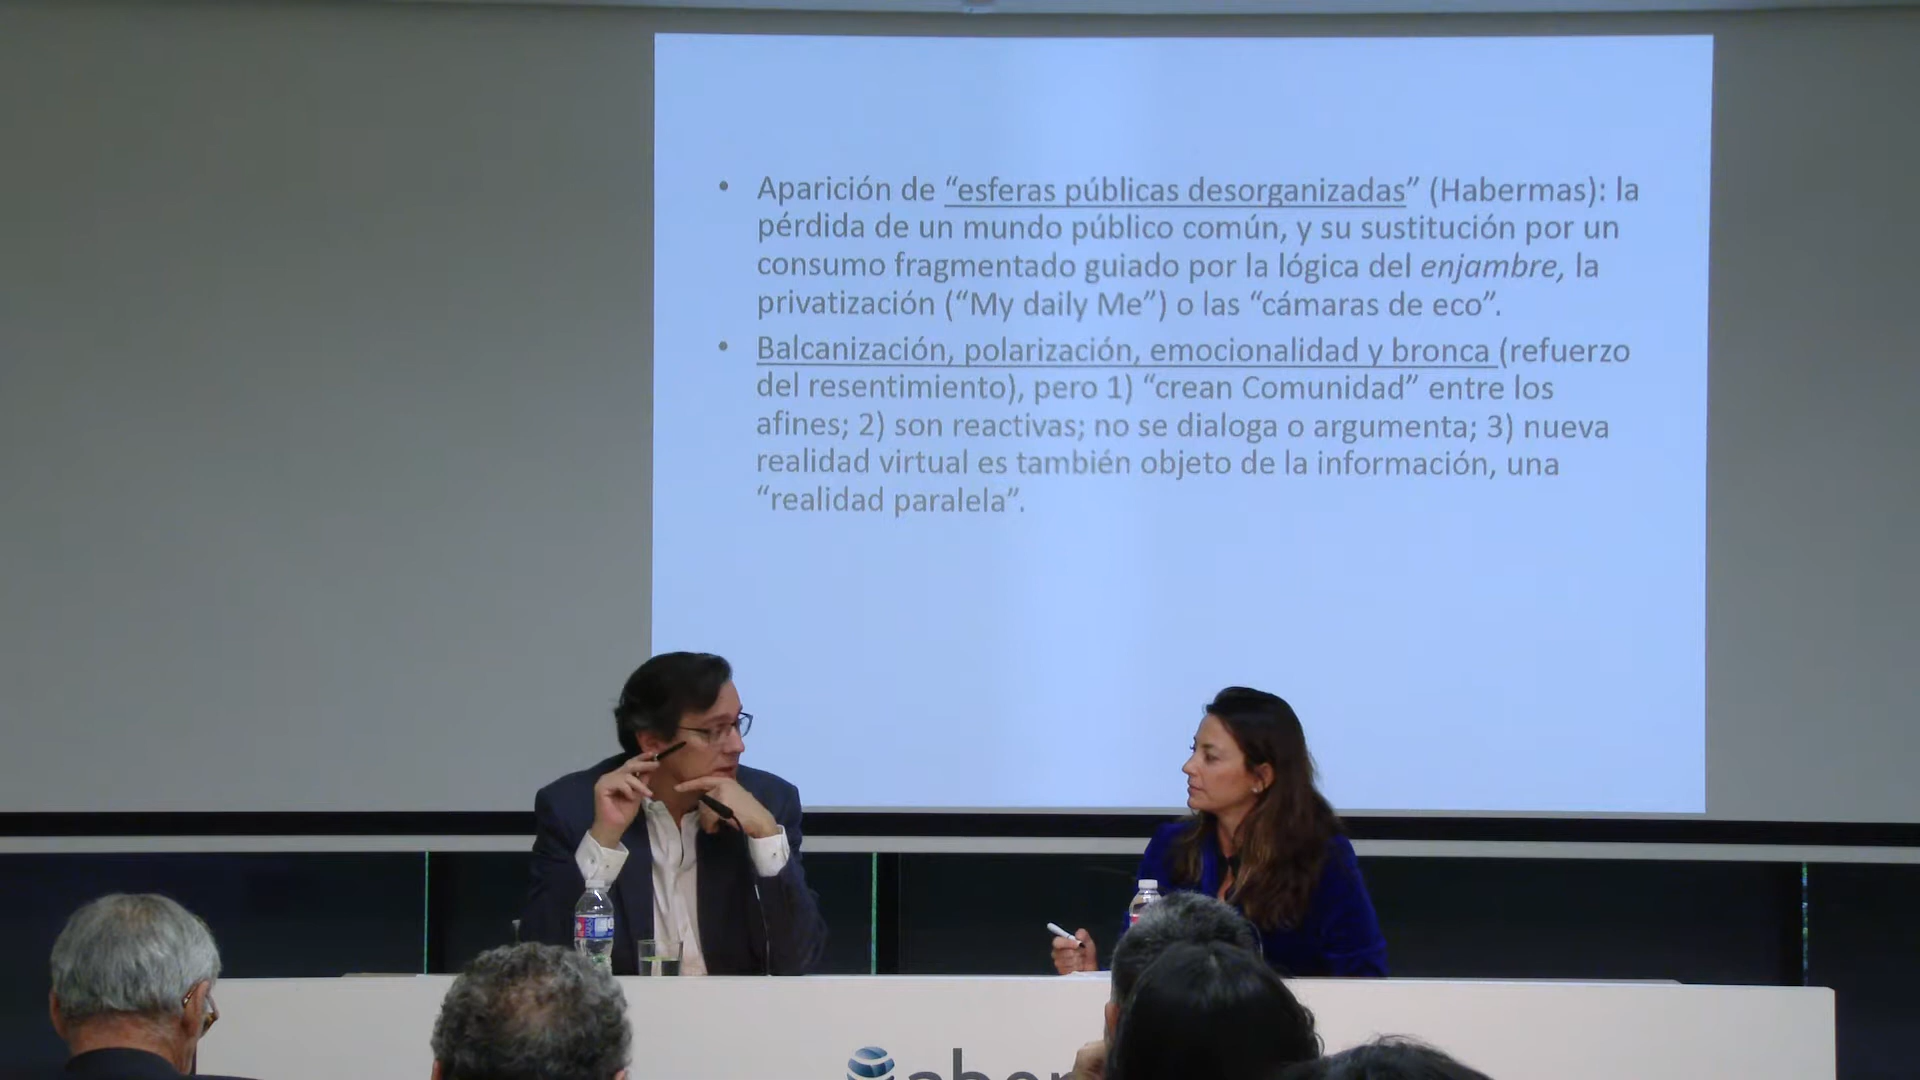 • Aparición de “esferas públicas desorganizadas” (Habermas): la
pérdida de un mundo público común, y su sustitución por un
consumo fragmentado guiado por la lógica del enjambre, la
privatización (“My daily Me”) o las “cámaras de eco”.
• Balcanización, polarización, emocionalidad y bronca (refuerzo
del resentimiento), pero 1) “crean Comunidad” entre los
afines; 2) son reactivas; no se dialoga o argumenta; 3) nueva
realidad virtual es también objeto de la información, una
“realidad paralela”.